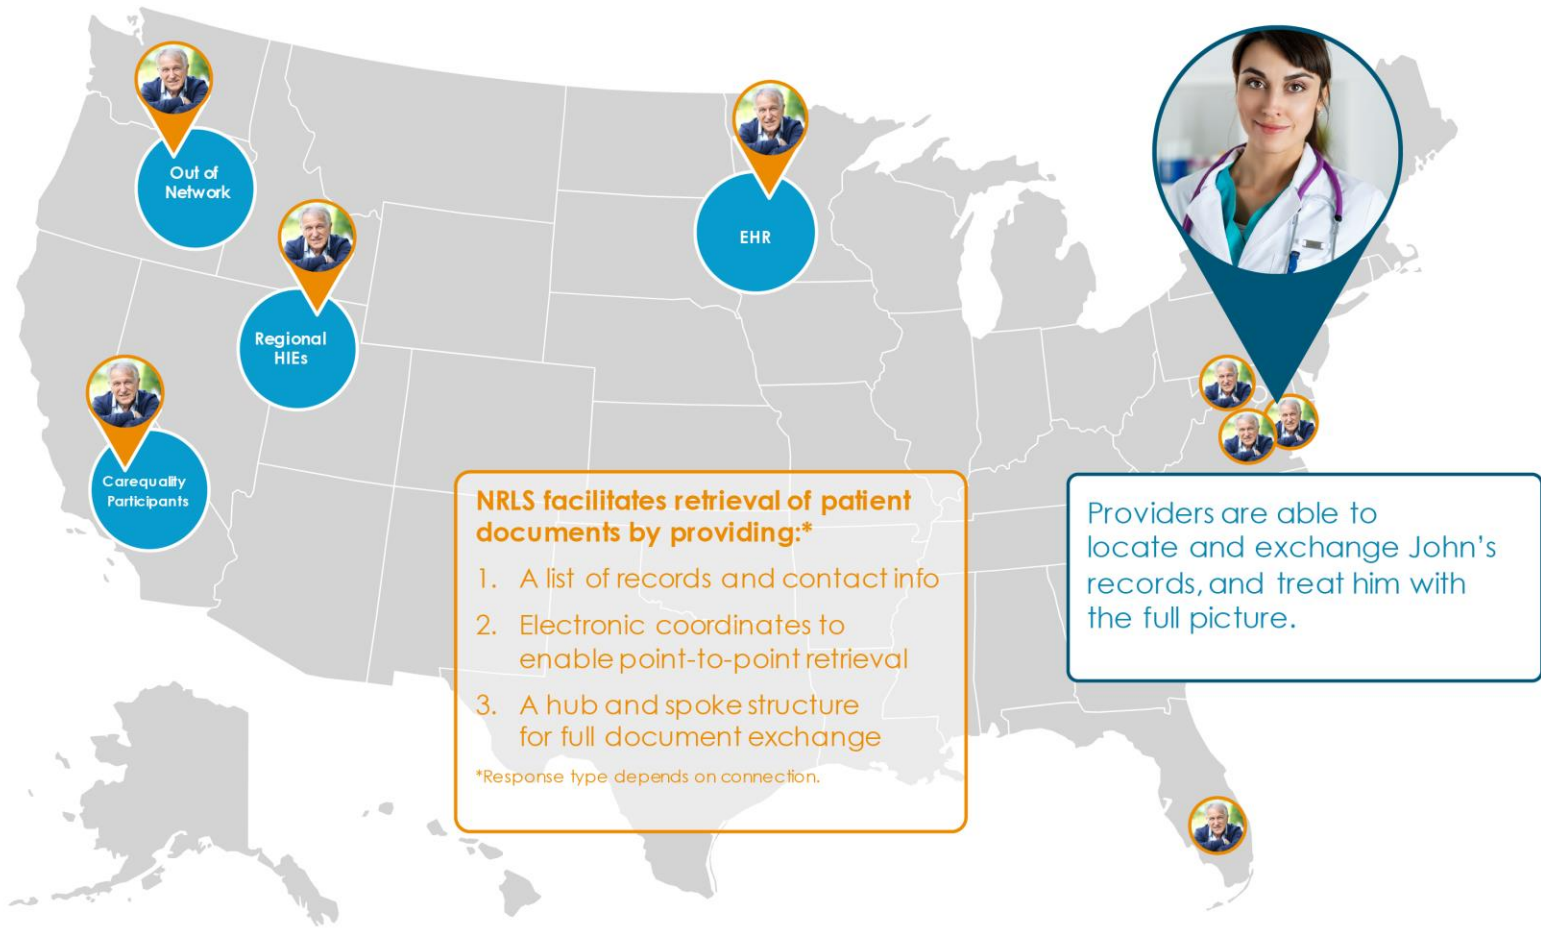 Out of
Network
Regional
HIEs
Carequality
Participants
EHR
NRLS facilitates retrieval of patient
documents by providing:*
1. A list of records and contact info
2. Electronic coordinates to
enable point-to-point retrieval
3. A hub and spoke structure
for full document exchange
*Response type depends on connection.
Providers are able to
locate and exchange John's
records, and treat him with
the full picture.